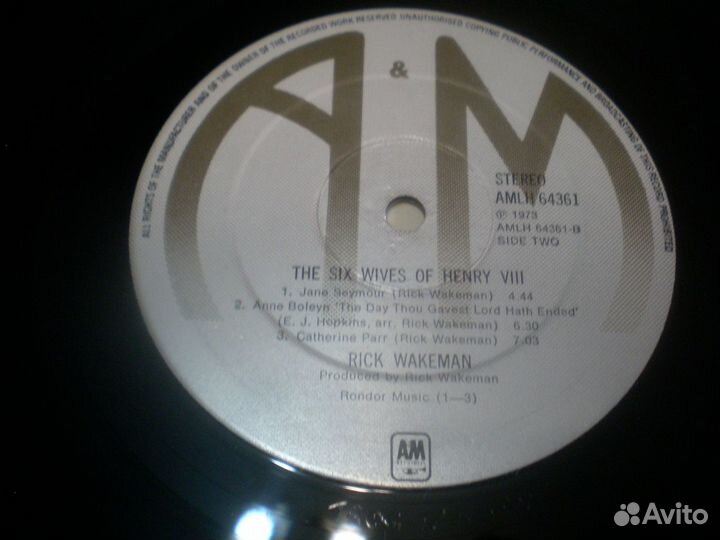 ALL RIGHTS OF THE MANUFACTURER AND OF THE OWNER OF THE RECORDED WORK RESERVED UNAUTHORISED COPYING PUBLIC PERFORMANCE AND BROADCASTING OF THIS RECORD PROHIBITED
A & M
STEREO
AMLH 64361
℗ 1973
AMLH 64361-B
SIDE TWO
THE SIX WIVES OF HENRY VIII
1. Jane Seymour (Rick Wakeman) 4.44
2. Anne Boleyn 'The Day Thou Gavest Lord Hath Ended'
(E. J. Hopkins, arr. Rick Wakeman) 6.30
3. Catherine Parr (Rick Wakeman) 7.03
RICK WAKEMAN
Produced by Rick Wakeman
Rondor Music (1—3)
AM
Avito